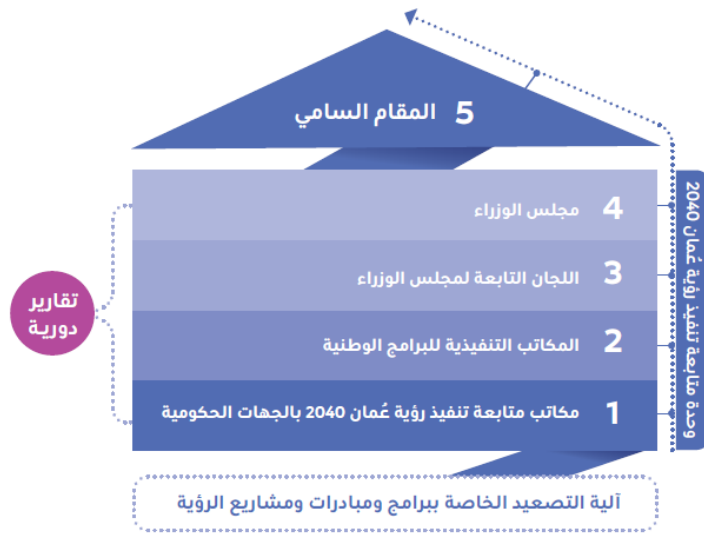 5 المقام السامي
4 مجلس الوزراء
3 اللجان التابعة لمجلس الوزراء
2 المكاتب التنفيذية للبرامج الوطنية
1 مكاتب متابعة تنفيذ رؤية عُمان 2040 بالجهات الحكومية
وحدة متابعة تنفيذ رؤية عُمان 2040
تقارير
دورية
آلية التصعيد الخاصة ببرامج ومبادرات ومشاريع الرؤية